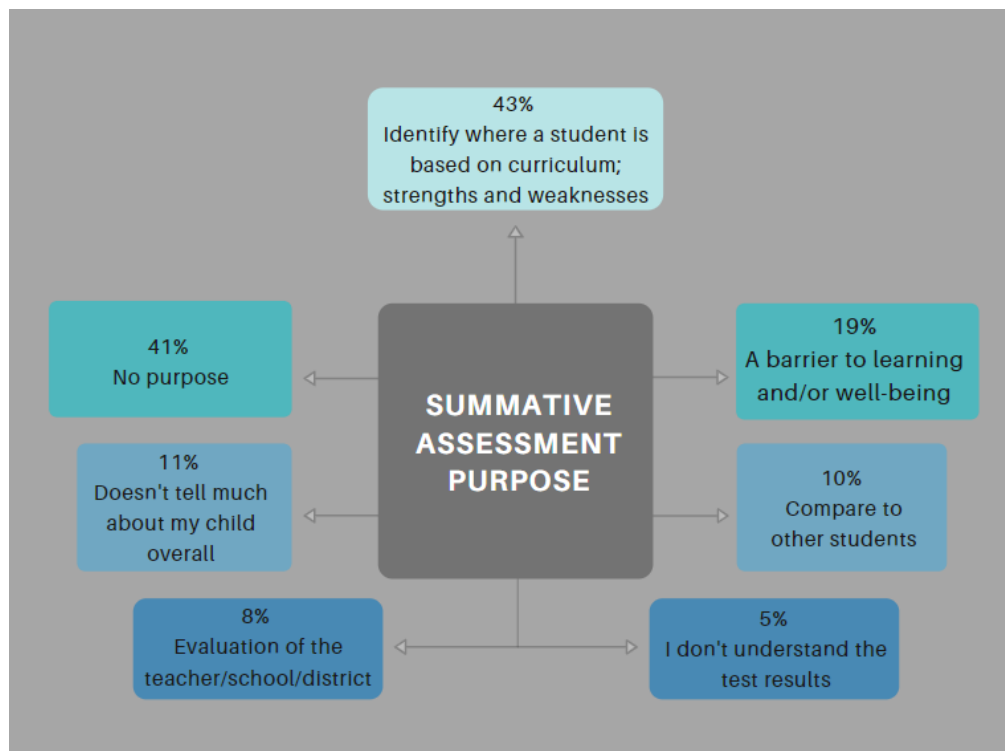 43%
Identify where a student is
based on curriculum;
strengths and weaknesses
41%
No purpose
19%
A barrier to learning
and/or well-being
SUMMATIVE
ASSESSMENT
PURPOSE
11%
Doesn't tell much
about my child
overall
10%
Compare to
other students
8%
Evaluation of the
teacher/school/district
5%
I don't understand the
test results